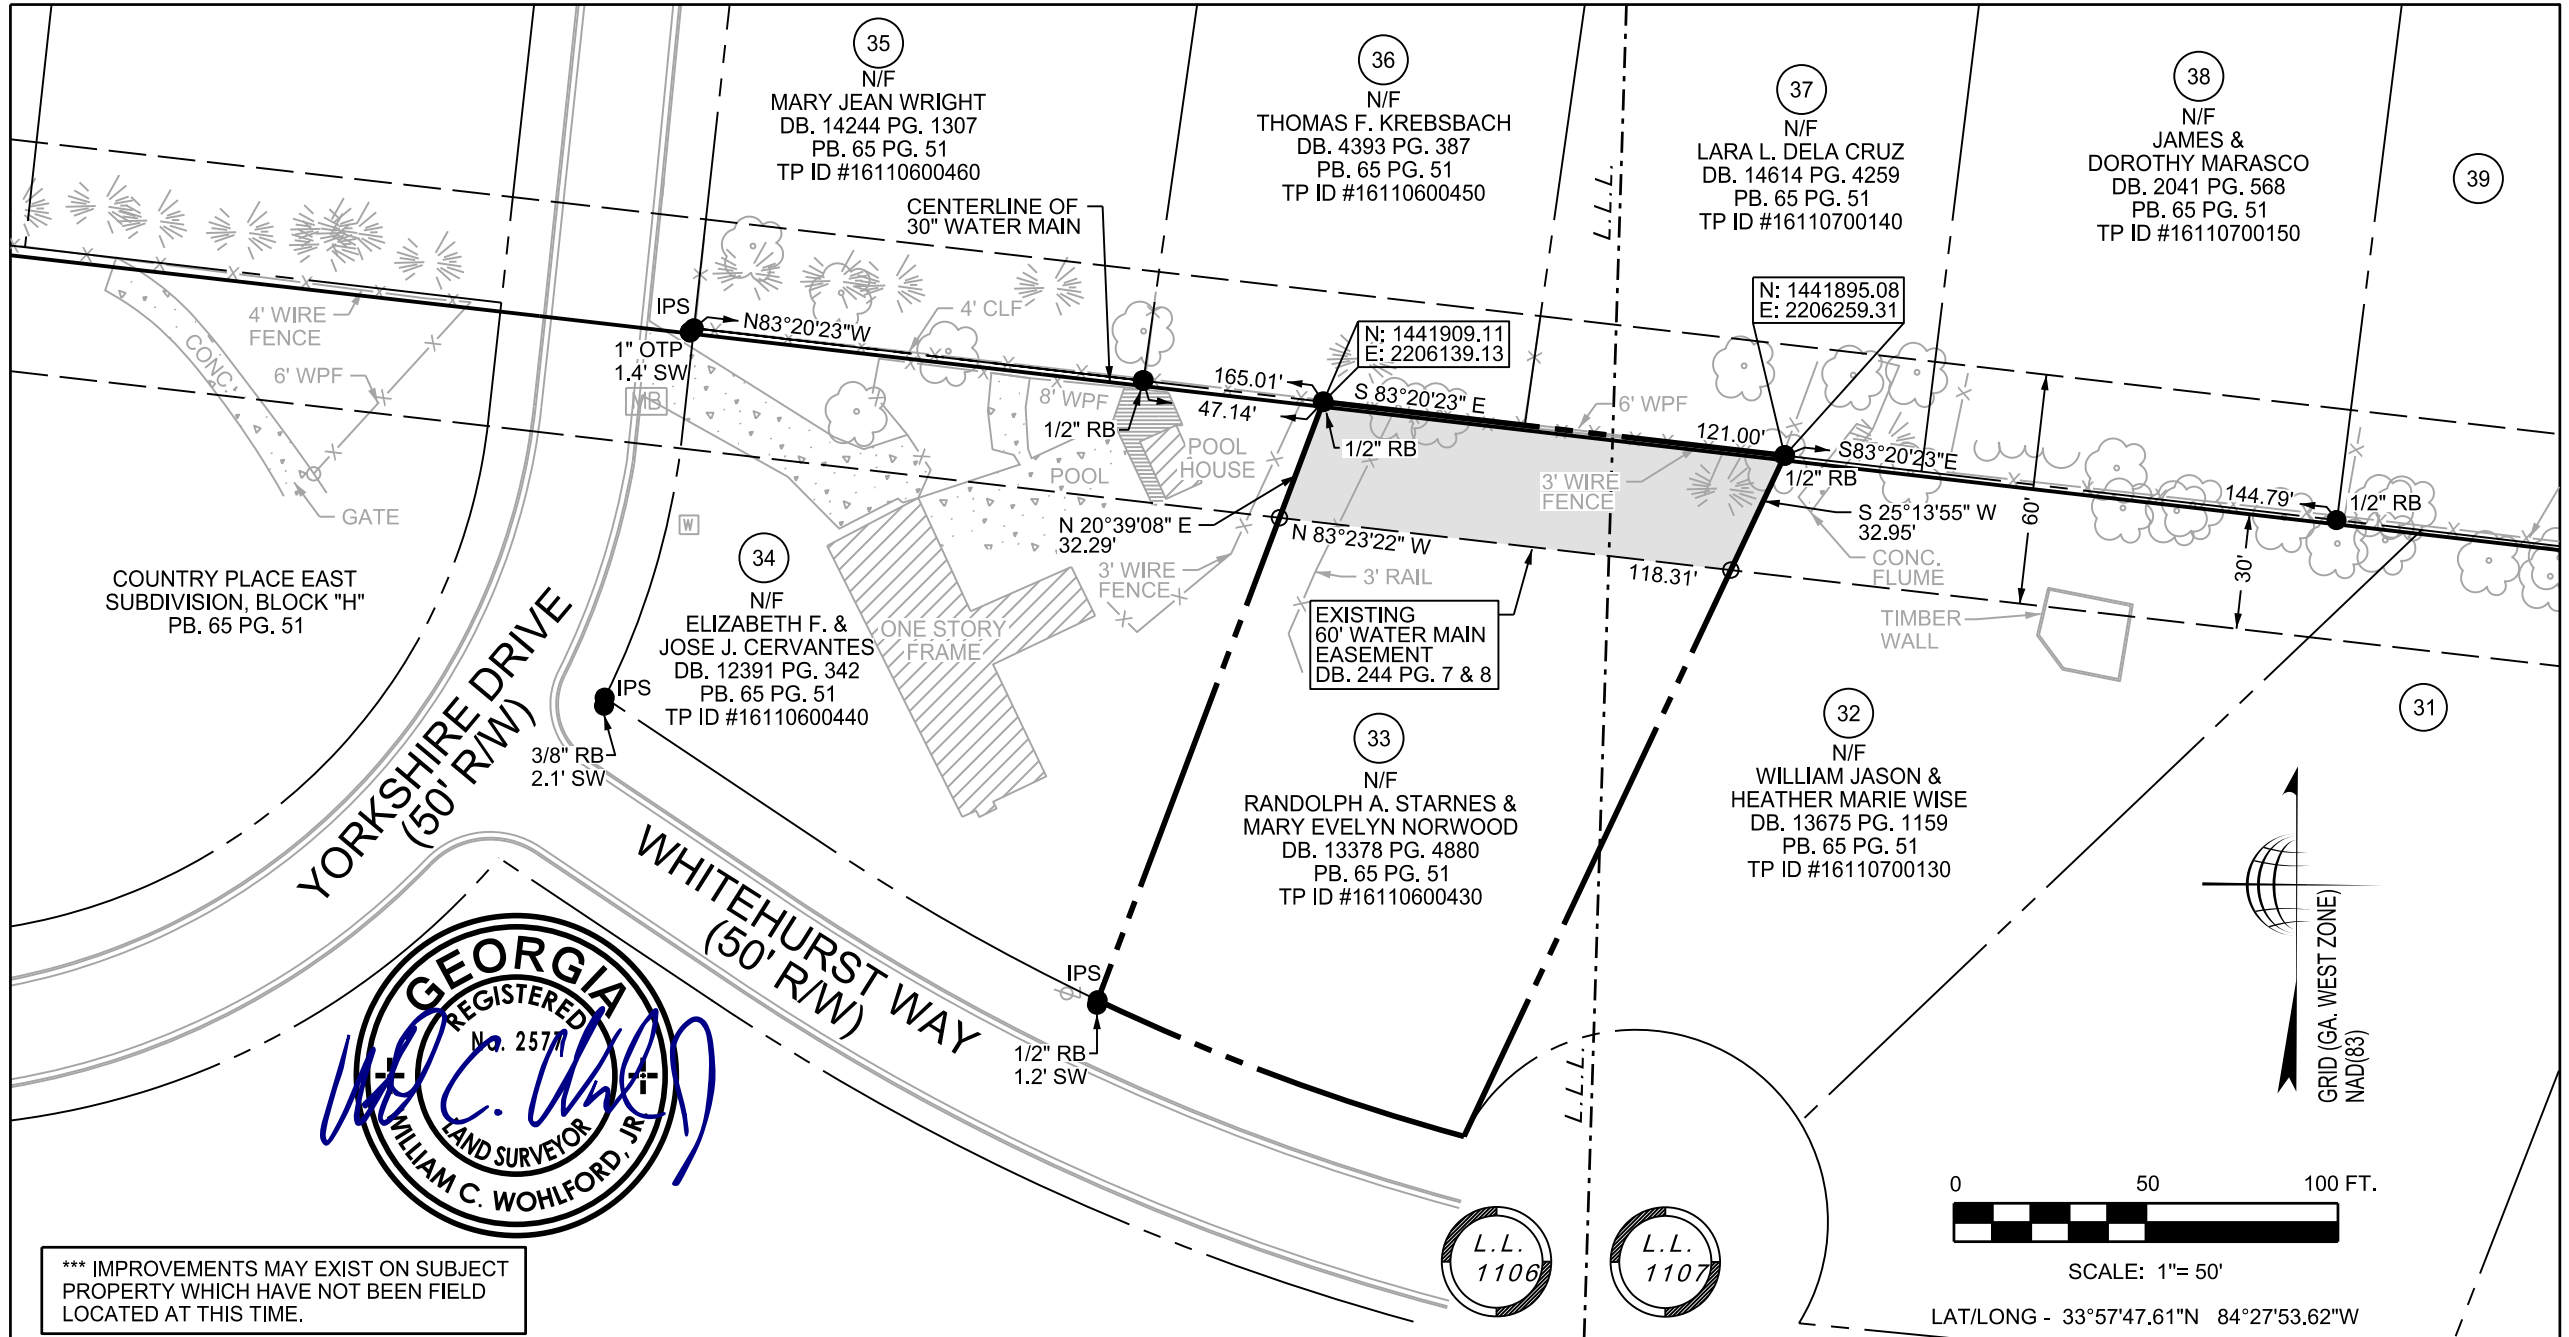 35
N/F
MARY JEAN WRIGHT
DB. 14244 PG. 1307
PB. 65 PG. 51
TP ID #16110600460
36
N/F
THOMAS F. KREBSBACH
DB. 4393 PG. 387
PB. 65 PG. 51
TP ID #16110600450
37
N/F
LARA L. DELA CRUZ
DB. 14614 PG. 4259
PB. 65 PG. 51
TP ID #16110700140
38
N/F
JAMES &
DOROTHY MARASCO
DB. 2041 PG. 568
PB. 65 PG. 51
TP ID #16110700150
39
L.L.L.
CENTERLINE OF
30" WATER MAIN
4' WIRE
FENCE
CONC.
6' WPF
GATE
IPS
N83°20'23"W
4' CLF
1" OTP
1.4' SW
MB
8' WPF
1/2" RB
165.01'
47.14'
N: 1441909.11
E: 2206139.13
S 83°20'23" E
1/2" RB
6' WPF
121.00'
N: 1441895.08
E: 2206259.31
S83°20'23"E
1/2" RB
3' WIRE
FENCE
60'
144.79'
1/2" RB
30'
POOL
POOL
HOUSE
W
N 20°39'08" E
32.29'
N 83°23'22" W
118.31'
S 25°13'55" W
32.95'
CONC.
FLUME
3' WIRE
FENCE
3' RAIL
TIMBER
WALL
EXISTING
60' WATER MAIN
EASEMENT
DB. 244 PG. 7 & 8
COUNTRY PLACE EAST
SUBDIVISION, BLOCK "H"
PB. 65 PG. 51
34
N/F
ELIZABETH F. &
JOSE J. CERVANTES
DB. 12391 PG. 342
PB. 65 PG. 51
TP ID #16110600440
ONE STORY
FRAME
IPS
3/8" RB
2.1' SW
YORKSHIRE DRIVE
(50' R/W)
WHITEHURST WAY
(50' R/W)
33
N/F
RANDOLPH A. STARNES &
MARY EVELYN NORWOOD
DB. 13378 PG. 4880
PB. 65 PG. 51
TP ID #16110600430
32
N/F
WILLIAM JASON &
HEATHER MARIE WISE
DB. 13675 PG. 1159
PB. 65 PG. 51
TP ID #16110700130
31
IPS
1/2" RB
1.2' SW
L.L.L.
GRID (GA. WEST ZONE)
NAD(83)
GEORGIA
REGISTERED
No. 2577
LAND SURVEYOR
WILLIAM C. WOHLFORD, JR.
L.L.
1106
L.L.
1107
0 50 100 FT.
SCALE: 1"= 50'
LAT/LONG - 33°57'47.61"N 84°27'53.62"W
*** IMPROVEMENTS MAY EXIST ON SUBJECT
PROPERTY WHICH HAVE NOT BEEN FIELD
LOCATED AT THIS TIME.